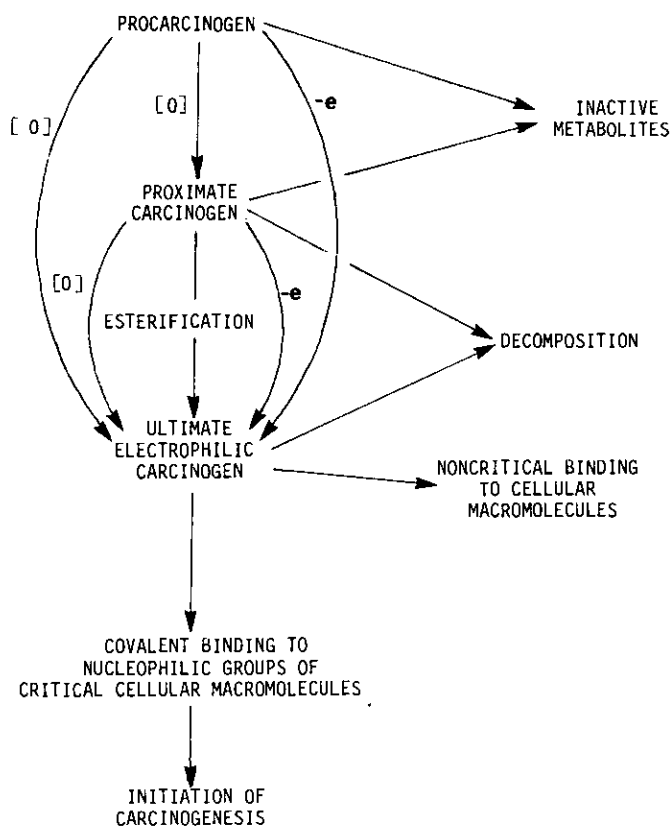 PROCARCINOGEN
[O]
[O]
-e
INACTIVE
METABOLITES
PROXIMATE
CARCINOGEN
[O]
-e
ESTERIFICATION
DECOMPOSITION
ULTIMATE
ELECTROPHILIC
CARCINOGEN
NONCRITICAL BINDING
TO CELLULAR
MACROMOLECULES
COVALENT BINDING TO
NUCLEOPHILIC GROUPS OF
CRITICAL CELLULAR MACROMOLECULES
INITIATION OF
CARCINOGENESIS